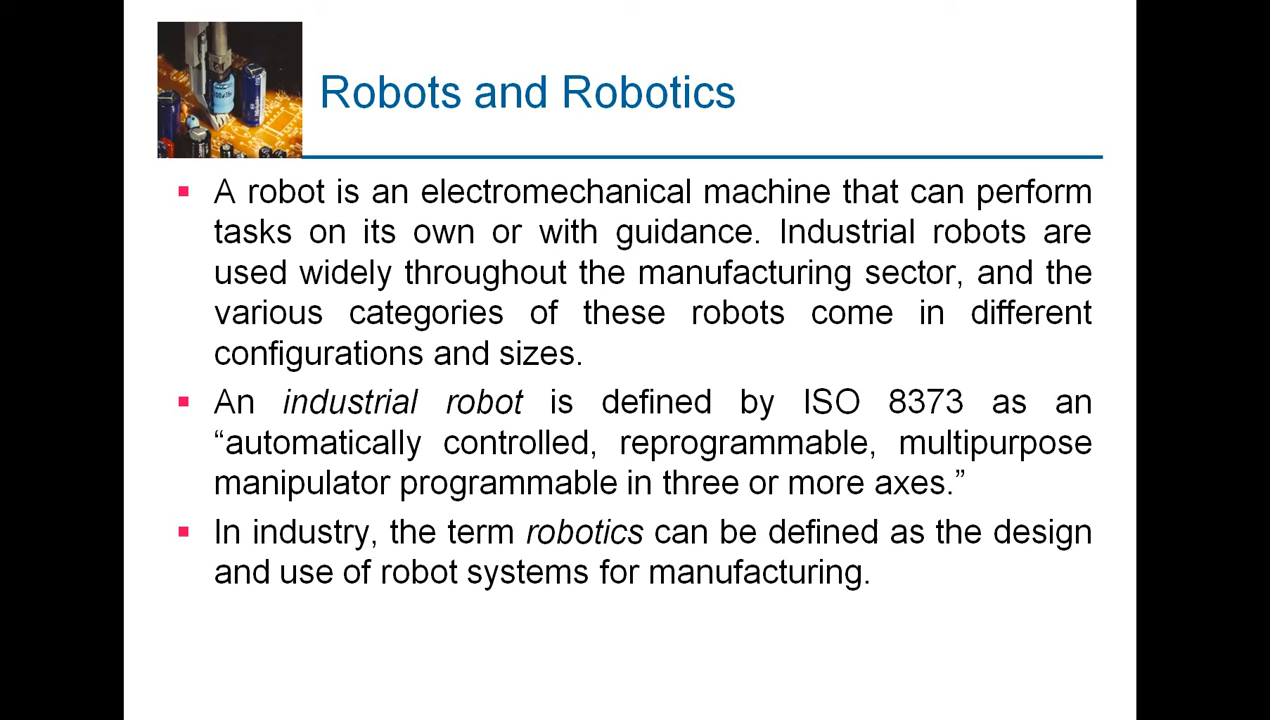 Robots and Robotics
▪ A robot is an electromechanical machine that can perform
tasks on its own or with guidance. Industrial robots are
used widely throughout the manufacturing sector, and the
various categories of these robots come in different
configurations and sizes.
▪ An industrial robot is defined by ISO 8373 as an
“automatically controlled, reprogrammable, multipurpose
manipulator programmable in three or more axes.”
▪ In industry, the term robotics can be defined as the design
and use of robot systems for manufacturing.